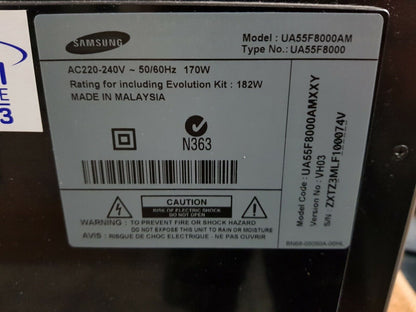 SAMSUNG
Model : UA55F8000AM
Type No.: UA55F8000
AC220-240V ~ 50/60Hz 170W
Rating for including Evolution Kit : 182W
MADE IN MALAYSIA
N363
CAUTION
RISK OF ELECTRIC SHOCK
DO NOT OPEN
WARNING : TO PREVENT FIRE OR SHOCK HAZARD
DO NOT EXPOSE THIS UNIT TO RAIN OR MOISTURE
AVIS : RISQUE DE CHOC ELECTRIQUE - NE PAS OUVRIR
Model Code : UA55F8000AMXXY
Version No : VH03
S/N : ZXTZ3MLF100074V
E
3